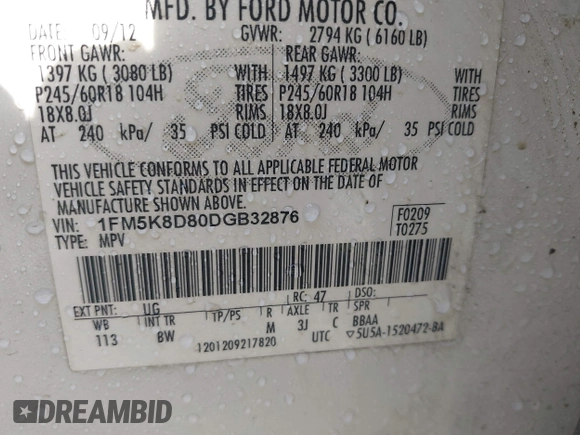 MFD. BY FORD MOTOR CO.
DATE: 09/12 GVWR: 2794 KG ( 6160 LB)
FRONT GAWR: REAR GAWR:
1397 KG ( 3080 LB) WITH 1497 KG ( 3300 LB) WITH
P245/60R18 104H TIRES P245/60R18 104H TIRES
18X8.0J RIMS 18X8.0J RIMS
AT 240 kPa/ 35 PSI COLD AT 240 kPa/ 35 PSI COLD
Ford
THIS VEHICLE CONFORMS TO ALL APPLICABLE FEDERAL MOTOR
VEHICLE SAFETY STANDARDS IN EFFECT ON THE DATE OF
MANUFACTURE SHOWN ABOVE.
VIN: 1FM5K8D80DGB32876 F0209
TYPE: MPV T0275
EXT PNT: UG RC: 47 DSO:
WB INT TR TP/PS R AXLE TR SPR
113 BW M 3J C BBAA
1201209217820 UTC ▽5U5A-1520472-BA
DREAMBID